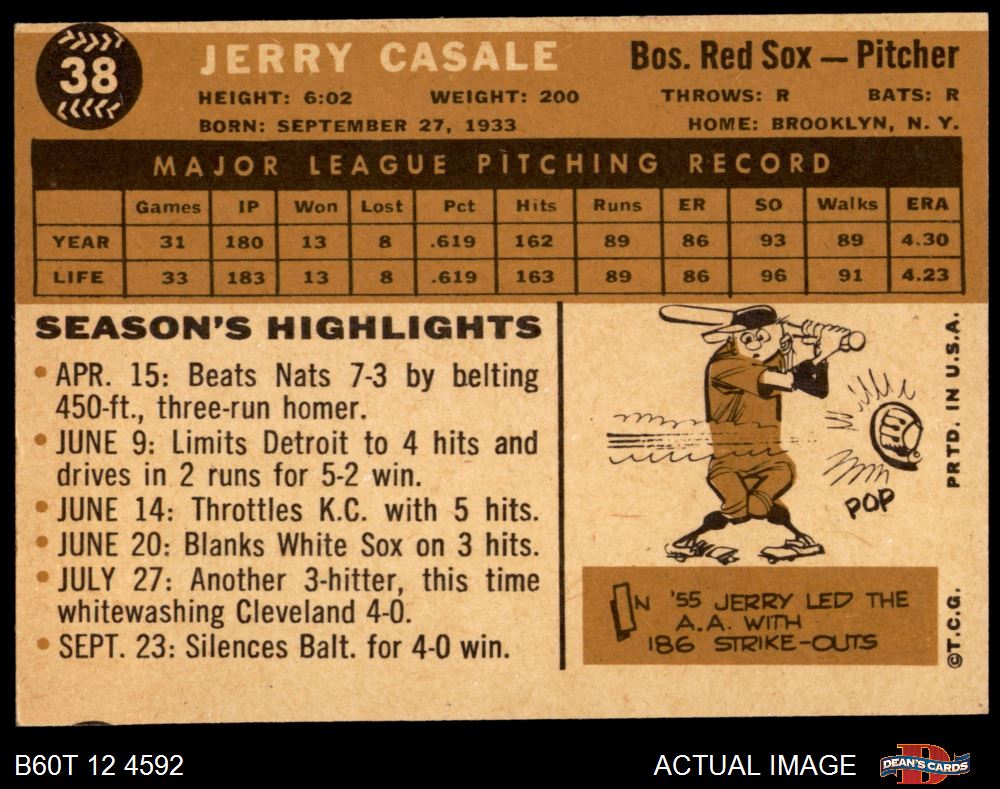 38
JERRY CASALE
Bos. Red Sox — Pitcher
HEIGHT: 6:02 WEIGHT: 200 THROWS: R BATS: R
BORN: SEPTEMBER 27, 1933 HOME: BROOKLYN, N. Y.
MAJOR LEAGUE PITCHING RECORD
Games IP Won Lost Pct Hits Runs ER SO Walks ERA
YEAR 31 180 13 8 .619 162 89 86 93 89 4.30
LIFE 33 183 13 8 .619 163 89 86 96 91 4.23
SEASON'S HIGHLIGHTS
• APR. 15: Beats Nats 7-3 by belting
450-ft., three-run homer.
• JUNE 9: Limits Detroit to 4 hits and
drives in 2 runs for 5-2 win.
• JUNE 14: Throttles K.C. with 5 hits.
• JUNE 20: Blanks White Sox on 3 hits.
• JULY 27: Another 3-hitter, this time
whitewashing Cleveland 4-0.
• SEPT. 23: Silences Balt. for 4-0 win.
POP
IN '55 JERRY LED THE
A.A. WITH
186 STRIKE-OUTS
©T.C.G. PRTD. IN U.S.A.
B60T 12 4592
ACTUAL IMAGE
D
DEAN'S CARDS